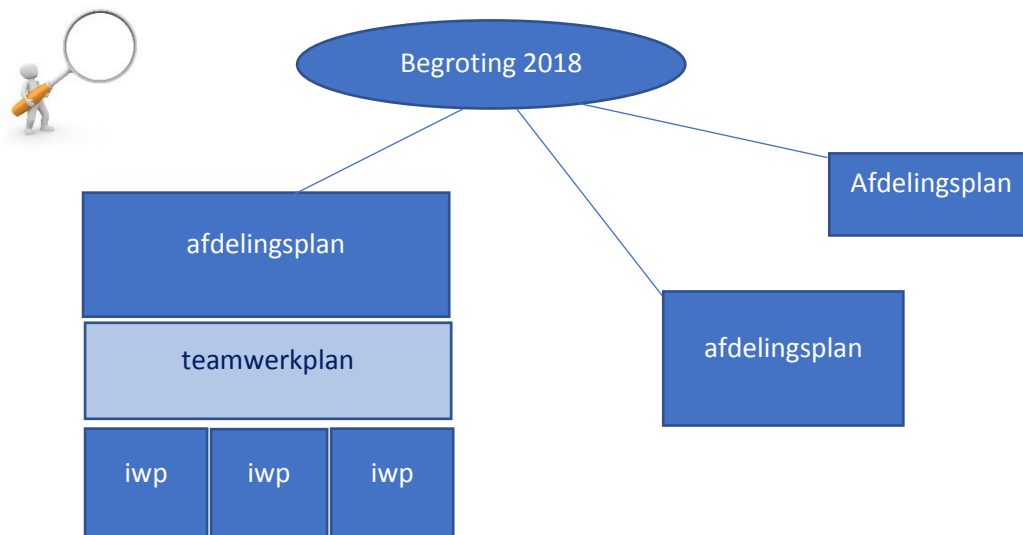 Begroting 2018
Afdelingsplan
afdelingsplan
afdelingsplan
teamwerkplan
iwp
iwp
iwp